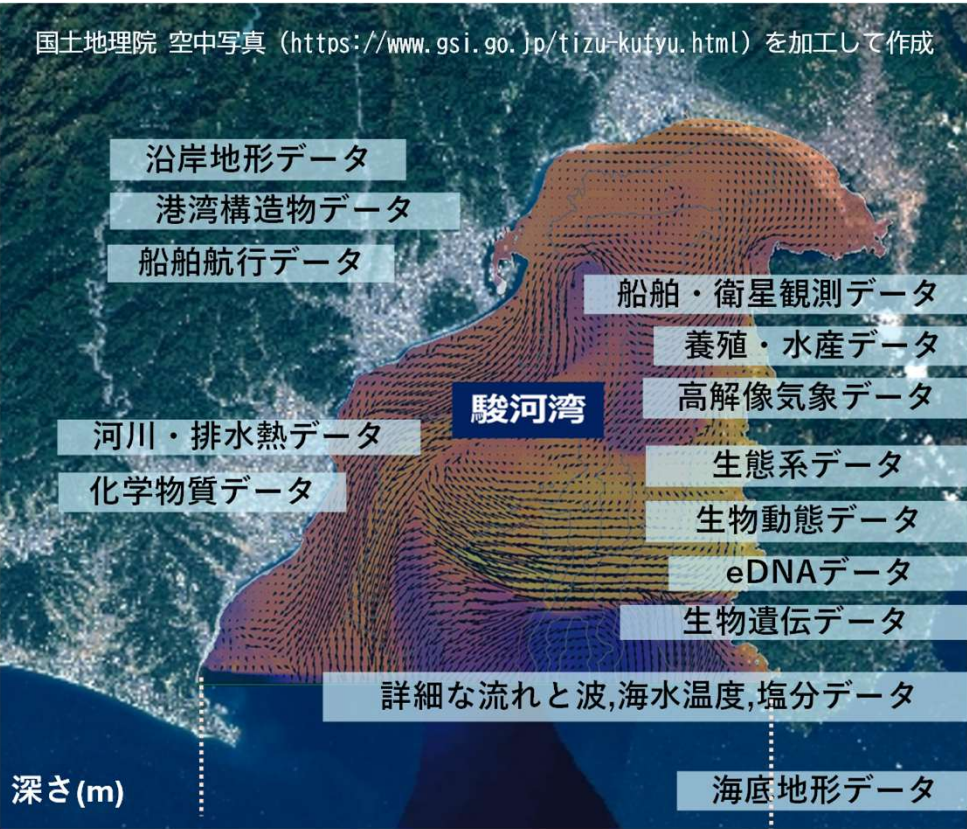 国土地理院 空中写真（https://www.gsi.go.jp/tizu-kutyu.html）を加工して作成
沿岸地形データ
港湾構造物データ
船舶航行データ
船舶・衛星観測データ
養殖・水産データ
高解像気象データ
駿河湾
河川・排水熱データ
化学物質データ
生態系データ
生物動態データ
eDNAデータ
生物遺伝データ
詳細な流れと波,海水温度,塩分データ
深さ(m)
海底地形データ